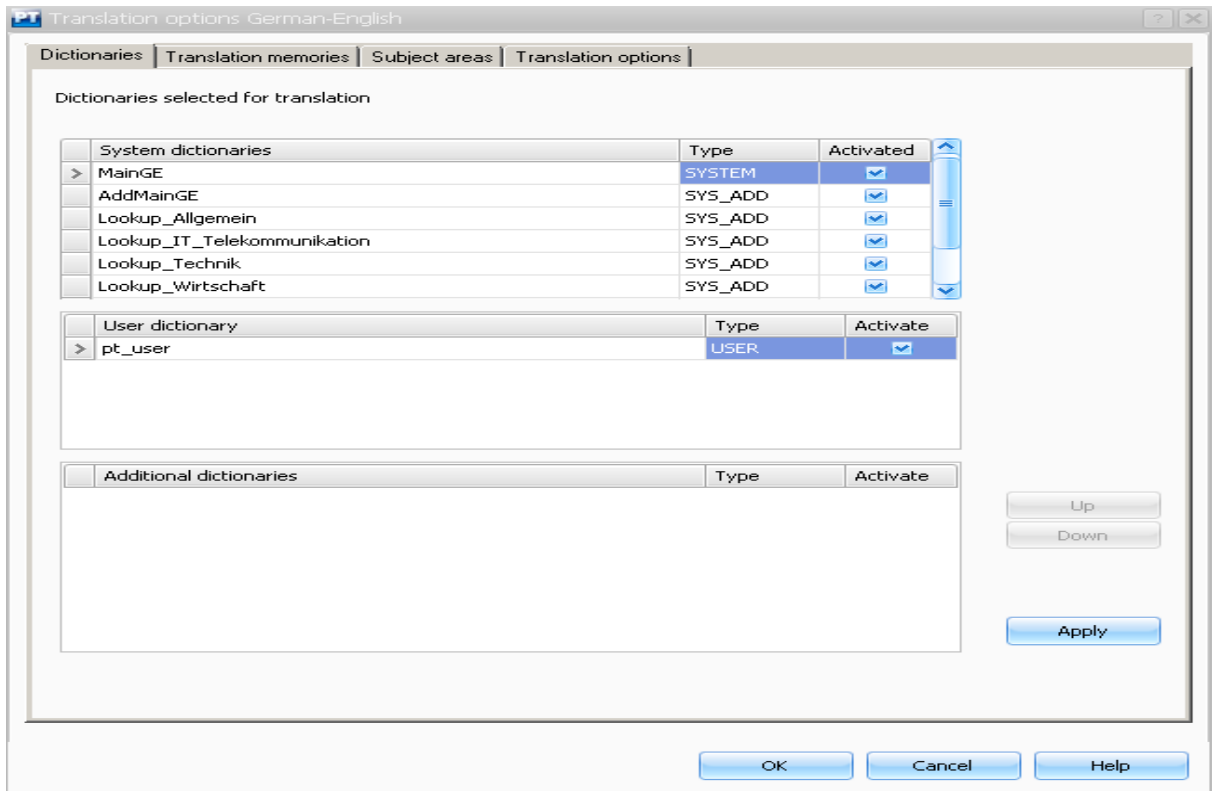 PT Translation options German-English
Dictionaries Translation memories Subject areas Translation options
Dictionaries selected for translation
System dictionaries Type Activated
MainGE SYSTEM
AddMainGE SYS_ADD
Lookup_Allgemein SYS_ADD
Lookup_IT_Telekommunikation SYS_ADD
Lookup_Technik SYS_ADD
Lookup_Wirtschaft SYS_ADD
User dictionary Type Activate
pt_user USER
Additional dictionaries Type Activate
Up
Down
Apply
OK Cancel Help